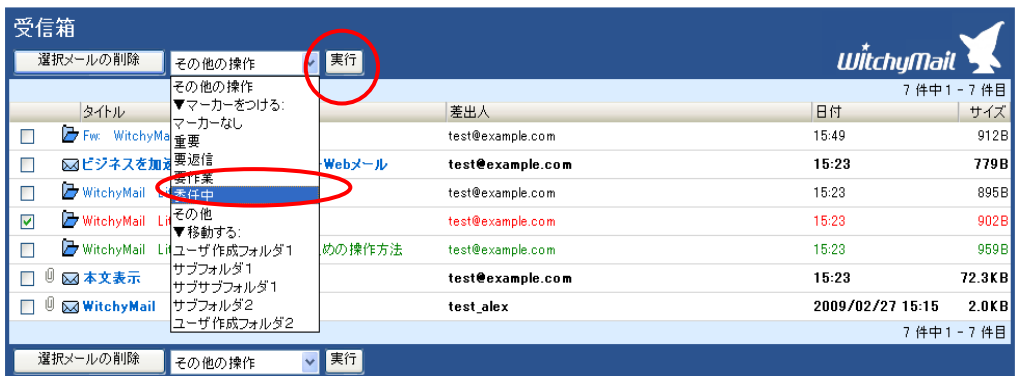 受信箱
選択メールの削除 その他の操作 実行
WitchyMail
7 件中 1 - 7 件目
タイトル 差出人 日付 サイズ
その他の操作
▼マーカーをつける:
マーカーなし
重要
要返信
要作業
委任中
その他
▼移動する:
ユーザ作成フォルダ1
サブフォルダ1
サブサブフォルダ1
サブフォルダ2
ユーザ作成フォルダ2
Fw: WitchyMa test@example.com 15:49 912B
ビジネスを加速 Webメール test@example.com 15:23 779B
WitchyMail Lit test@example.com 15:23 895B
WitchyMail Lit test@example.com 15:23 902B
WitchyMail Lit めの操作方法 test@example.com 15:23 959B
本文表示 test@example.com 15:23 72.3KB
WitchyMail test_alex 2009/02/27 15:15 2.0KB
7 件中 1 - 7 件目
選択メールの削除 その他の操作 実行